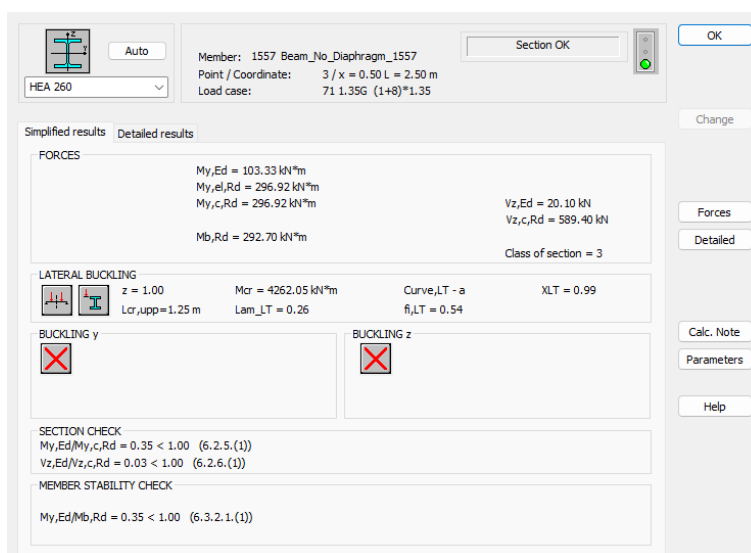 z
y
Auto
HEA 260
Member: 1557 Beam_No_Diaphragm_1557
Point / Coordinate: 3 / x = 0.50 L = 2.50 m
Load case: 71 1.35G (1+8)*1.35
Section OK
OK
Change
Simplified results Detailed results
FORCES
My,Ed = 103.33 kN*m
My,el,Rd = 296.92 kN*m
My,c,Rd = 296.92 kN*m
Vz,Ed = 20.10 kN
Vz,c,Rd = 589.40 kN
Mb,Rd = 292.70 kN*m
Class of section = 3
Forces
Detailed
LATERAL BUCKLING
z = 1.00 Mcr = 4262.05 kN*m Curve,LT - a XLT = 0.99
Lcr,upp=1.25 m Lam_LT = 0.26 fi,LT = 0.54
BUCKLING y BUCKLING z
Calc. Note
Parameters
Help
SECTION CHECK
My,Ed/My,c,Rd = 0.35 < 1.00 (6.2.5.(1))
Vz,Ed/Vz,c,Rd = 0.03 < 1.00 (6.2.6.(1))
MEMBER STABILITY CHECK
My,Ed/Mb,Rd = 0.35 < 1.00 (6.3.2.1.(1))